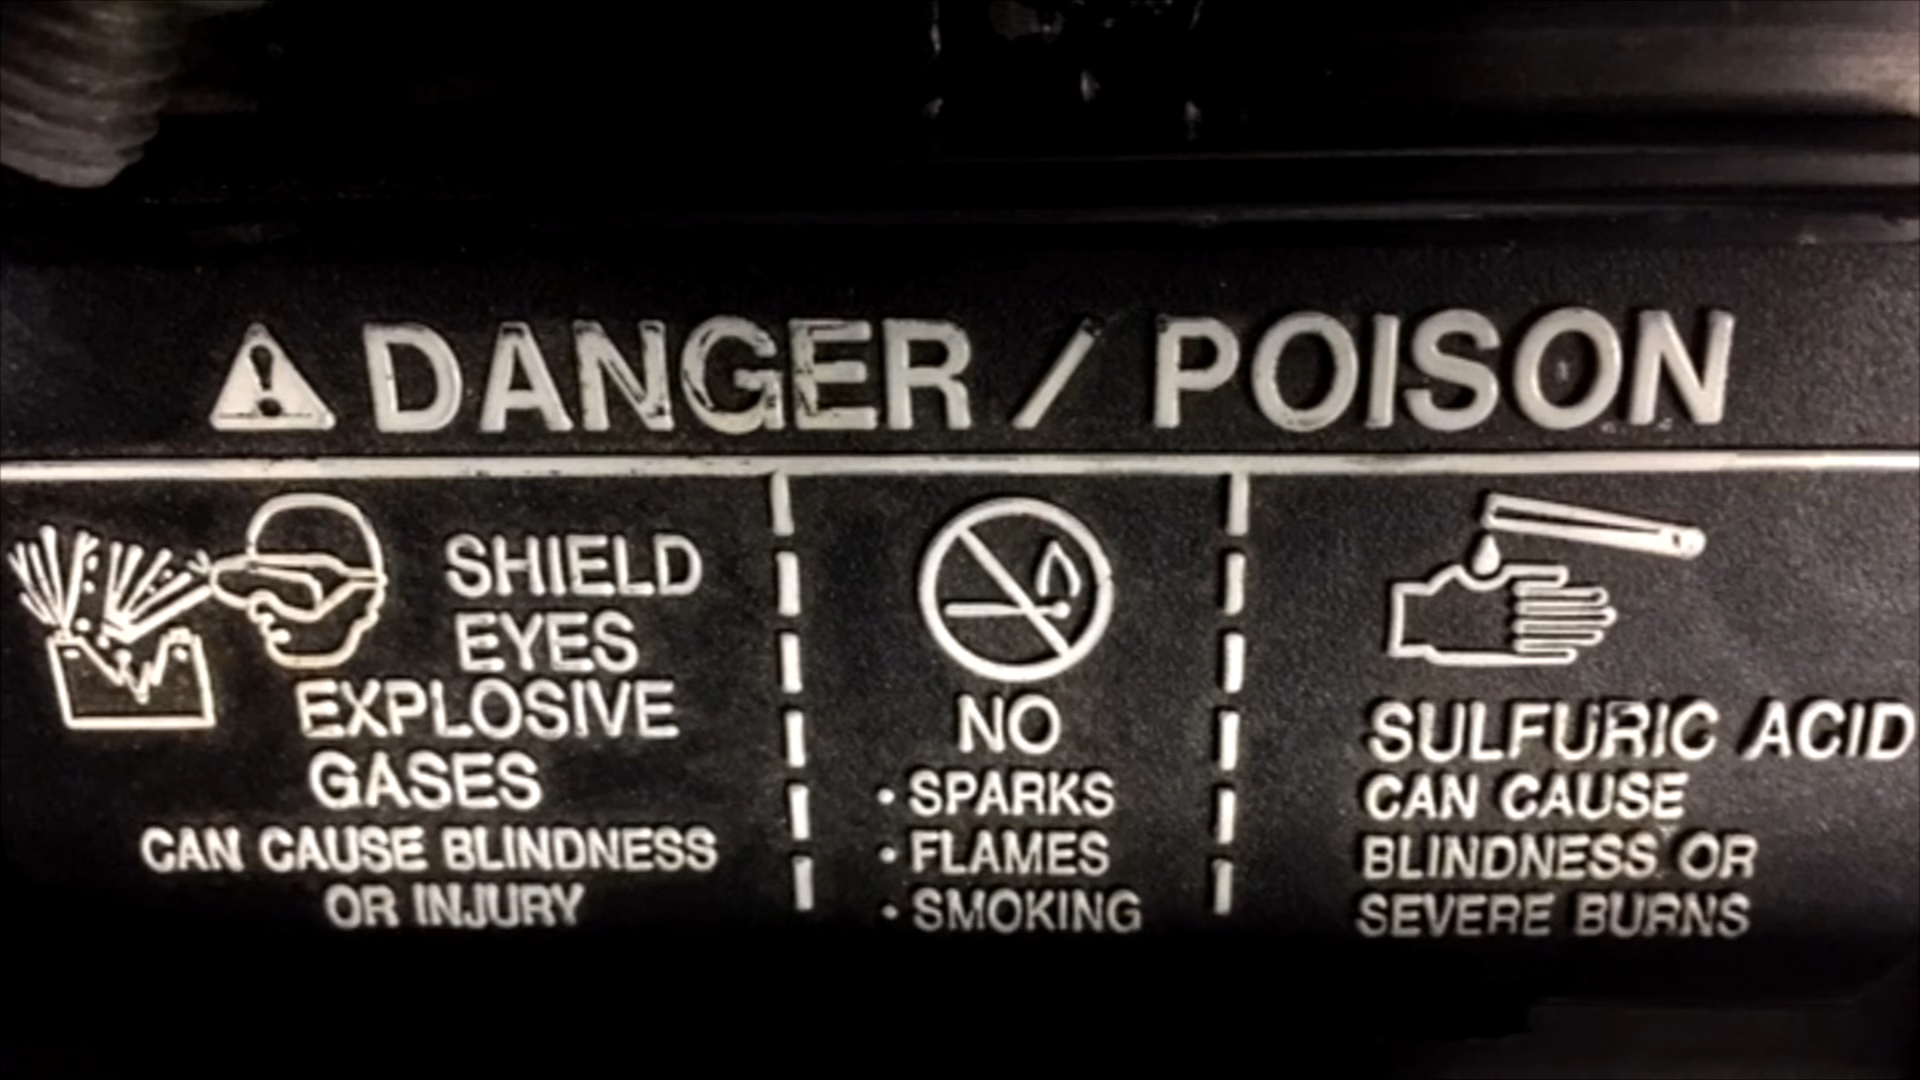 DANGER / POISON
SHIELD
EYES
EXPLOSIVE
GASES
CAN CAUSE BLINDNESS
OR INJURY
NO
• SPARKS
• FLAMES
• SMOKING
SULFURIC ACID
CAN CAUSE
BLINDNESS OR
SEVERE BURNS